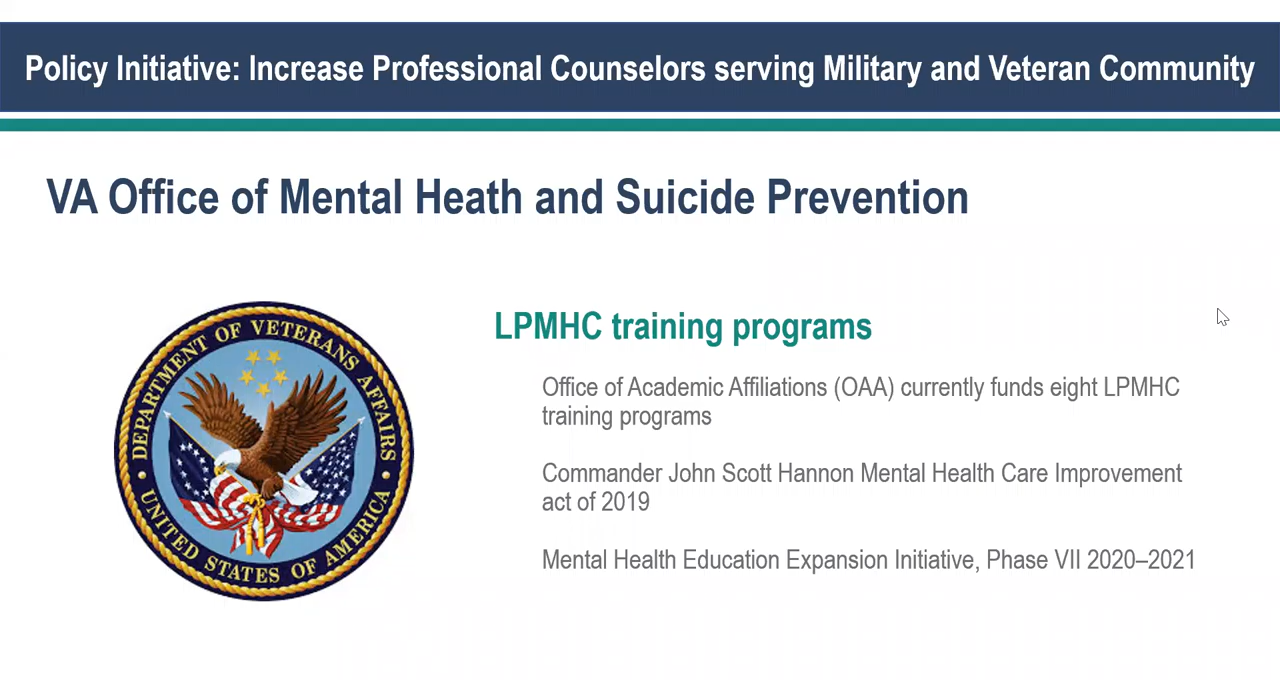 Policy Initiative: Increase Professional Counselors serving Military and Veteran Community
VA Office of Mental Heath and Suicide Prevention
DEPARTMENT OF VETERANS AFFAIRS
UNITED STATES OF AMERICA
LPMHC training programs
Office of Academic Affiliations (OAA) currently funds eight LPMHC
training programs
Commander John Scott Hannon Mental Health Care Improvement
act of 2019
Mental Health Education Expansion Initiative, Phase VII 2020–2021